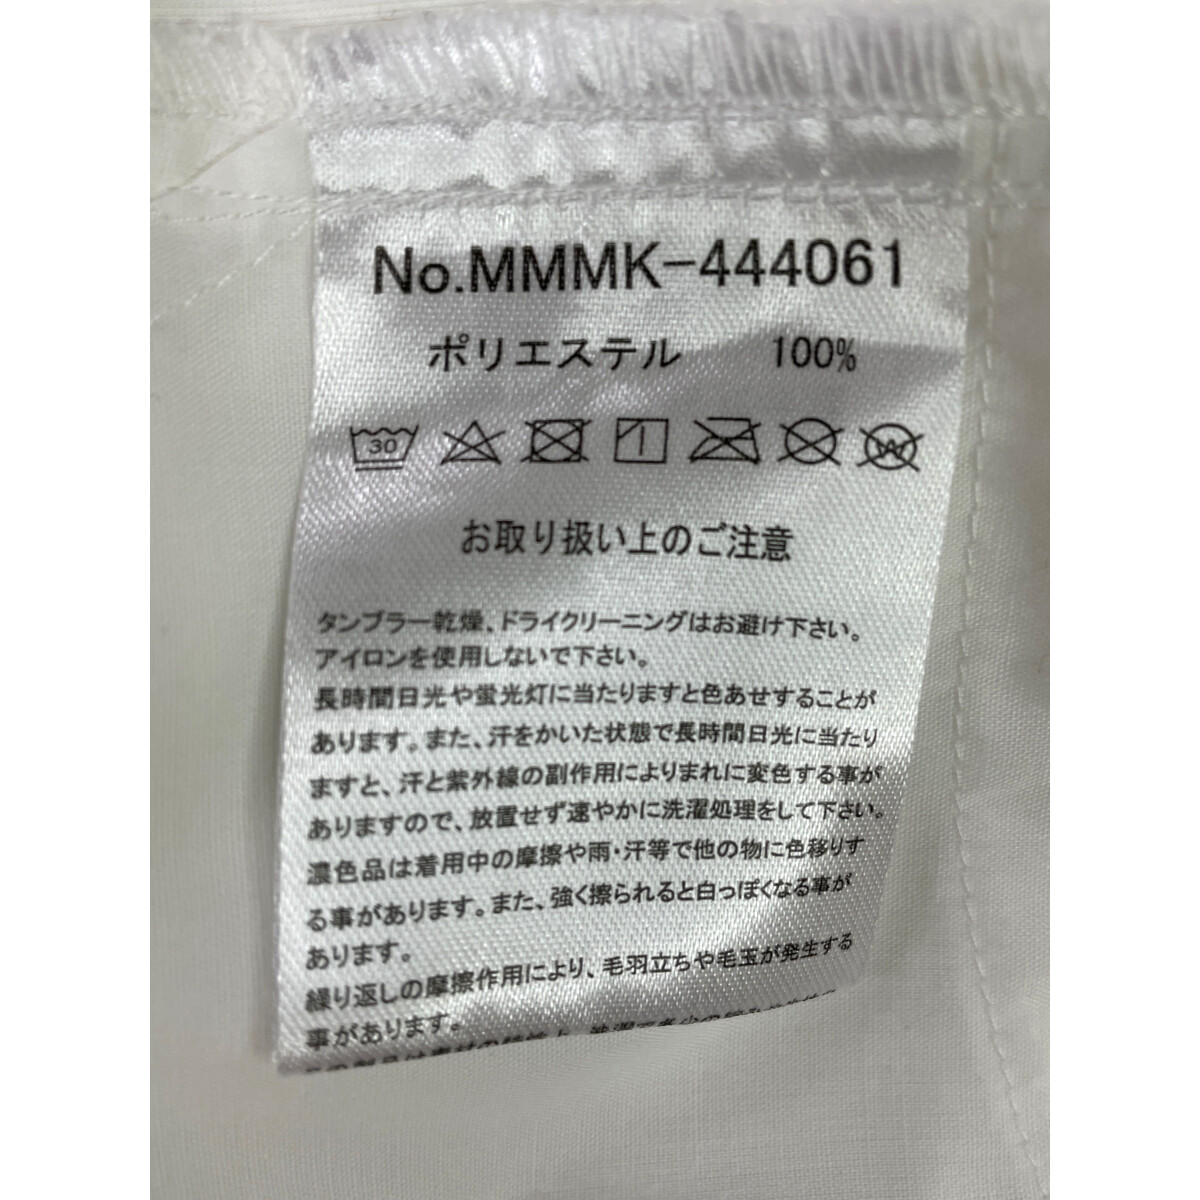 No.MMMK-444061
ポリエステル 100%
30 W
お取り扱い上のご注意
タンブラー乾燥、ドライクリーニングはお避け下さい。
アイロンを使用しないで下さい。
長時間日光や蛍光灯に当たりますと色あせすることが
あります。また、汗をかいた状態で長時間日光に当たり
ますと、汗と紫外線の副作用によりまれに変色する事が
ありますので、放置せず速やかに洗濯処理をして下さい。
濃色品は着用中の摩擦や雨・汗等で他の物に色移りす
る事があります。また、強く擦られると白っぽくなる事が
あります。
繰り返しの摩擦作用により、毛羽立ちや毛玉が発生する
事があります。